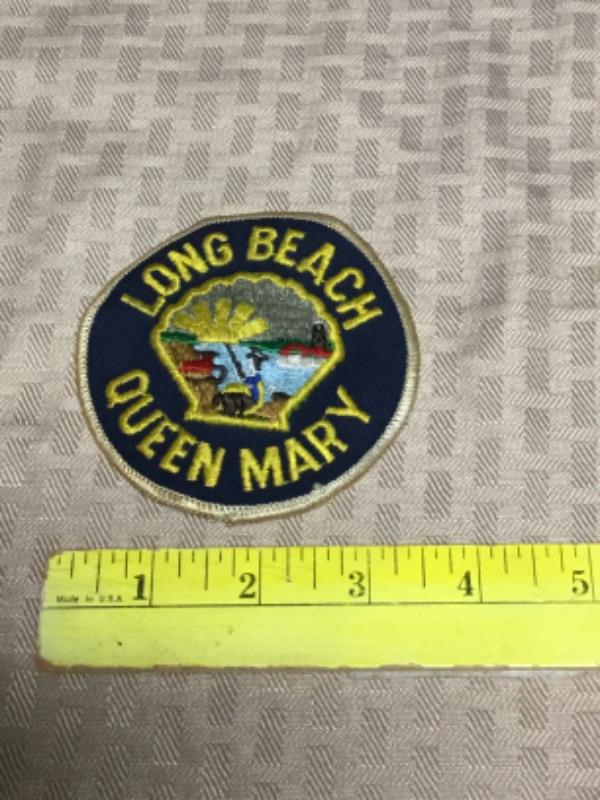 LONG BEACH
QUEEN MARY
1 2 3 4 5
Made in U.S.A.